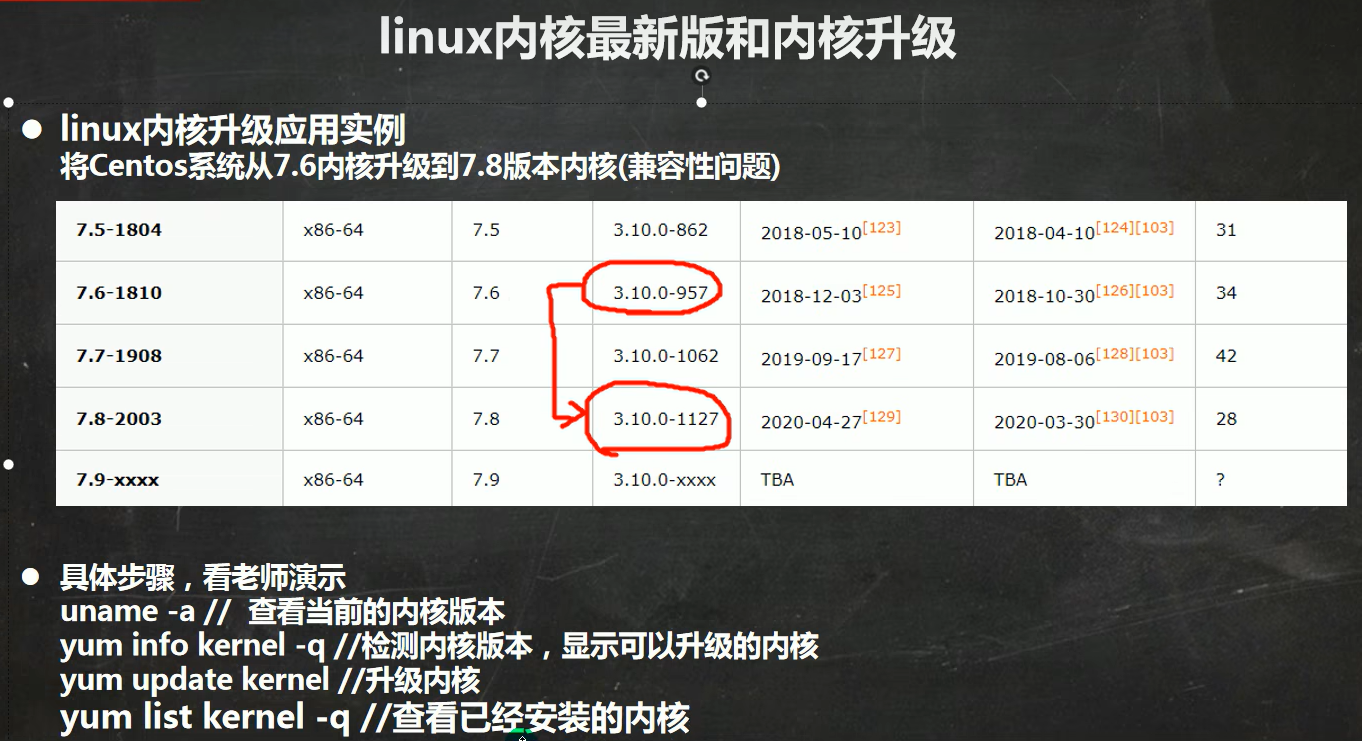 linux内核最新版和内核升级
linux内核升级应用实例
将Centos系统从7.6内核升级到7.8版本内核(兼容性问题)
7.5-1804 x86-64 7.5 3.10.0-862 2018-05-10[123] 2018-04-10[124][103] 31
7.6-1810 x86-64 7.6 3.10.0-957 2018-12-03[125] 2018-10-30[126][103] 34
7.7-1908 x86-64 7.7 3.10.0-1062 2019-09-17[127] 2019-08-06[128][103] 42
7.8-2003 x86-64 7.8 3.10.0-1127 2020-04-27[129] 2020-03-30[130][103] 28
7.9-xxxx x86-64 7.9 3.10.0-xxxx TBA TBA ?
具体步骤，看老师演示
uname -a // 查看当前的内核版本
yum info kernel -q //检测内核版本，显示可以升级的内核
yum update kernel //升级内核
yum list kernel -q //查看已经安装的内核